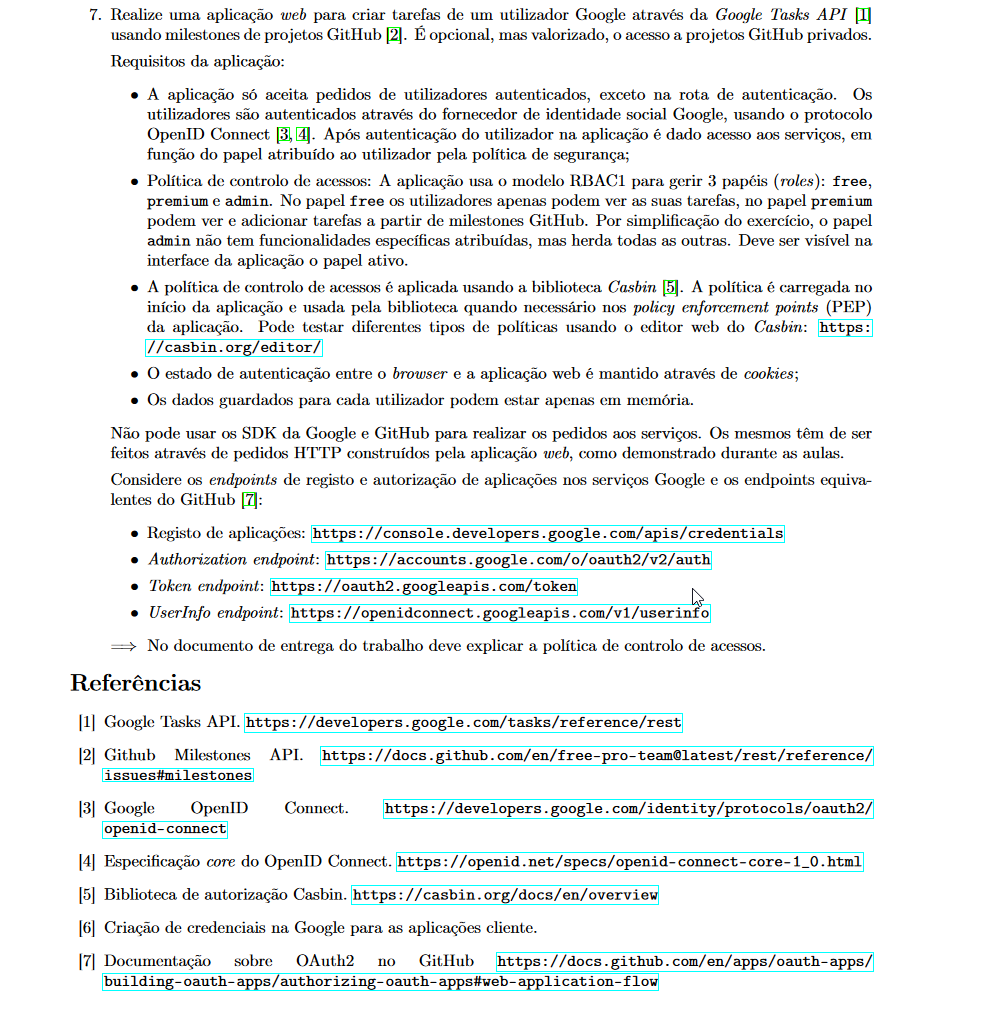 7. Realize uma aplicação web para criar tarefas de um utilizador Google através da Google Tasks API [1]
usando milestones de projetos GitHub [2]. É opcional, mas valorizado, o acesso a projetos GitHub privados.
Requisitos da aplicação:
• A aplicação só aceita pedidos de utilizadores autenticados, exceto na rota de autenticação. Os
utilizadores são autenticados através do fornecedor de identidade social Google, usando o protocolo
OpenID Connect [3, 4]. Após autenticação do utilizador na aplicação é dado acesso aos serviços, em
função do papel atribuído ao utilizador pela política de segurança;
• Política de controlo de acessos: A aplicação usa o modelo RBAC1 para gerir 3 papéis (roles): free,
premium e admin. No papel free os utilizadores apenas podem ver as suas tarefas, no papel premium
podem ver e adicionar tarefas a partir de milestones GitHub. Por simplificação do exercício, o papel
admin não tem funcionalidades específicas atribuídas, mas herda todas as outras. Deve ser visível na
interface da aplicação o papel ativo.
• A política de controlo de acessos é aplicada usando a biblioteca Casbin [5]. A política é carregada no
início da aplicação e usada pela biblioteca quando necessário nos policy enforcement points (PEP)
da aplicação. Pode testar diferentes tipos de políticas usando o editor web do Casbin: https:
//casbin.org/editor/
• O estado de autenticação entre o browser e a aplicação web é mantido através de cookies;
• Os dados guardados para cada utilizador podem estar apenas em memória.
Não pode usar os SDK da Google e GitHub para realizar os pedidos aos serviços. Os mesmos têm de ser
feitos através de pedidos HTTP construídos pela aplicação web, como demonstrado durante as aulas.
Considere os endpoints de registo e autorização de aplicações nos serviços Google e os endpoints equiva-
lentes do GitHub [7]:
• Registo de aplicações: https://console.developers.google.com/apis/credentials
• Authorization endpoint: https://accounts.google.com/o/oauth2/v2/auth
• Token endpoint: https://oauth2.googleapis.com/token
• UserInfo endpoint: https://openidconnect.googleapis.com/v1/userinfo
⟹ No documento de entrega do trabalho deve explicar a política de controlo de acessos.
Referências
[1] Google Tasks API. https://developers.google.com/tasks/reference/rest
[2] Github Milestones API. https://docs.github.com/en/free-pro-team@latest/rest/reference/
issues#milestones
[3] Google OpenID Connect. https://developers.google.com/identity/protocols/oauth2/
openid-connect
[4] Especificação core do OpenID Connect. https://openid.net/specs/openid-connect-core-1_0.html
[5] Biblioteca de autorização Casbin. https://casbin.org/docs/en/overview
[6] Criação de credenciais na Google para as aplicações cliente.
[7] Documentação sobre OAuth2 no GitHub https://docs.github.com/en/apps/oauth-apps/
building-oauth-apps/authorizing-oauth-apps#web-application-flow